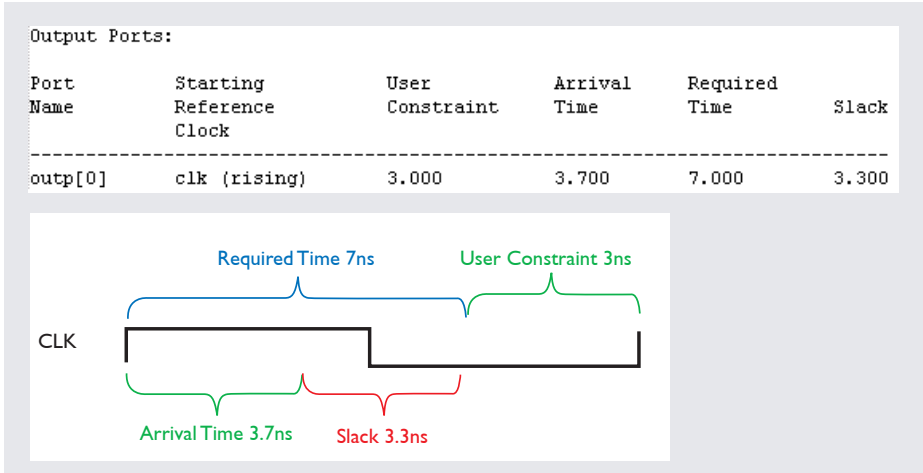 Output Ports:
Port Starting User Arrival Required
Name Reference Constraint Time Time Slack
Clock
--------------------------------------------------------------------------------
outp[0] clk (rising) 3.000 3.700 7.000 3.300
Required Time 7ns User Constraint 3ns
CLK
Arrival Time 3.7ns Slack 3.3ns